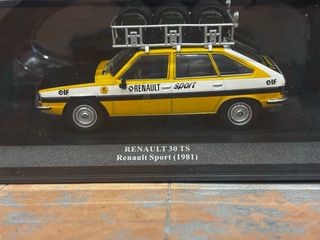 elf
RENAULT sport
elf
RENAULT 30 TS
Renault Sport (1981)